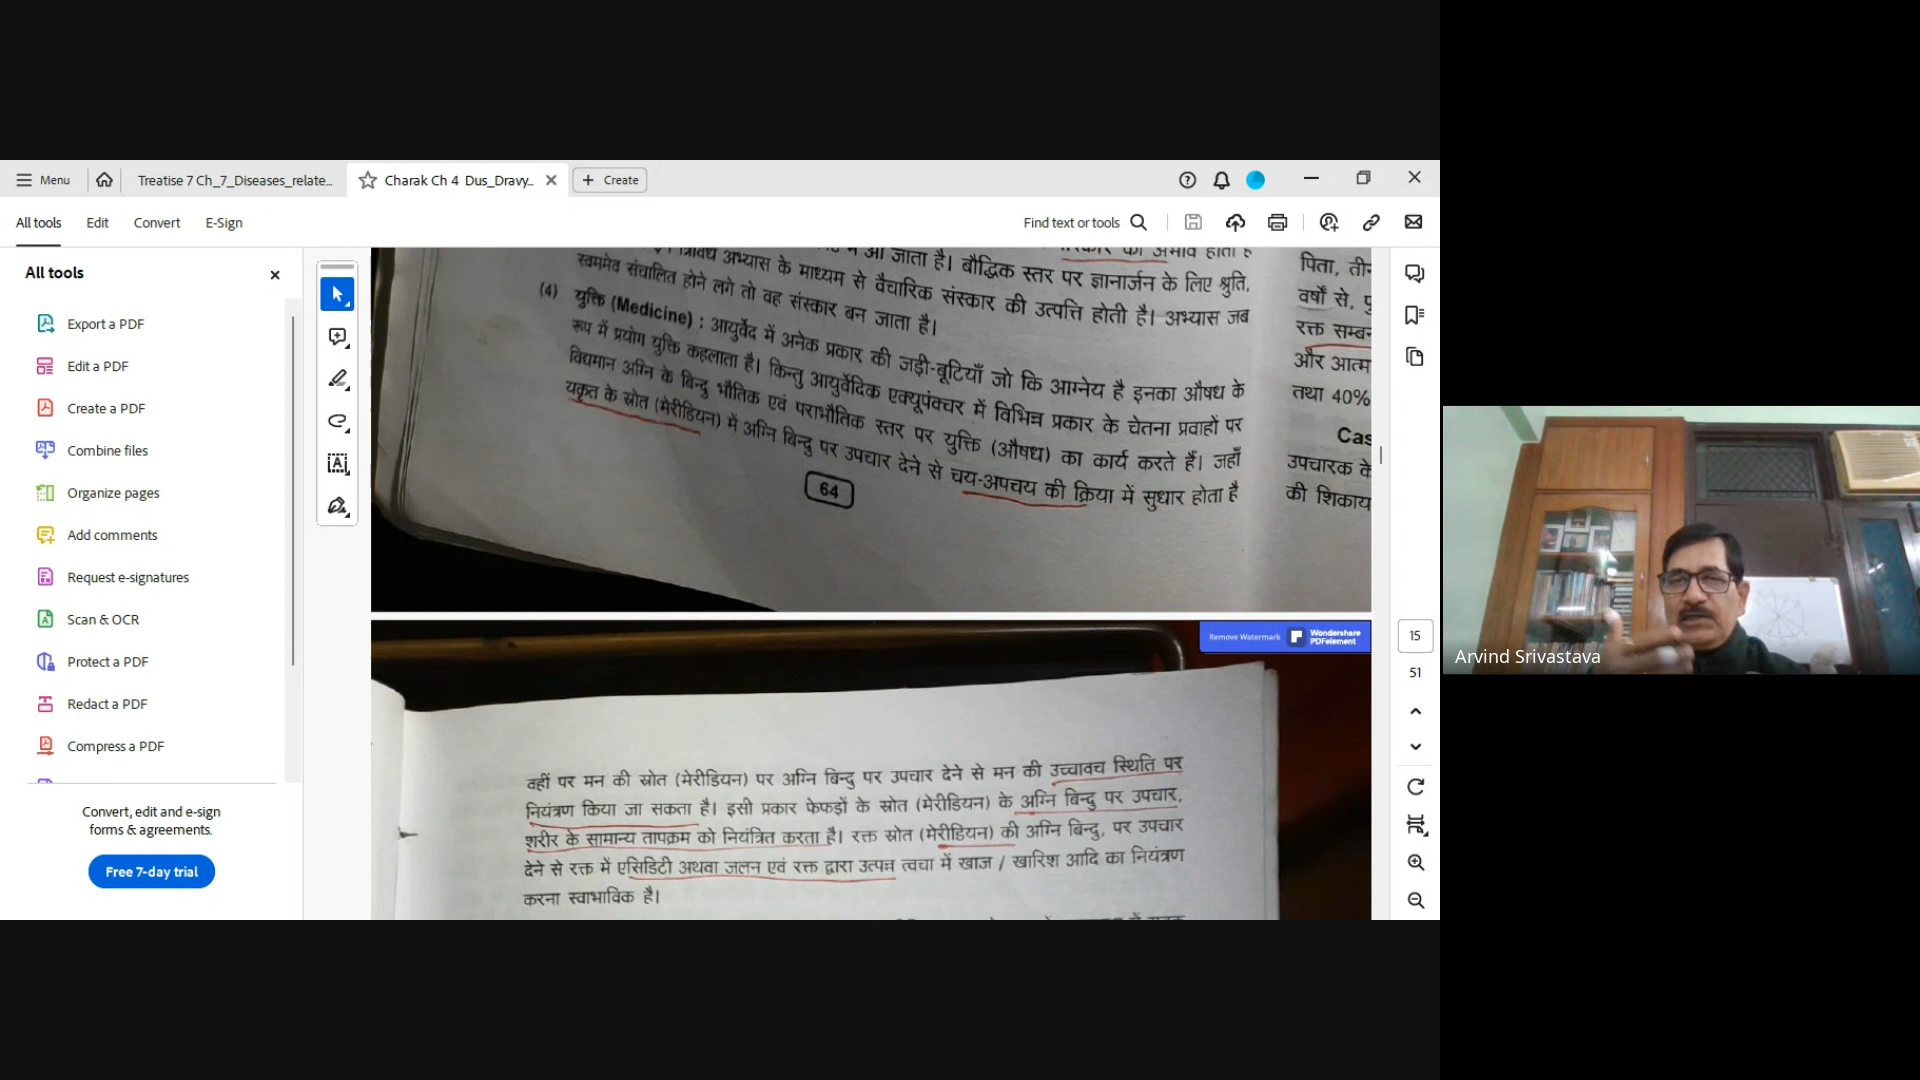 Menu
Treatise 7 Ch_7_Diseases_relate...
Charak Ch 4 Dus_Dravy...
Create
All tools
Edit
Convert
E-Sign
Find text or tools
All tools
Export a PDF
Edit a PDF
Create a PDF
Combine files
Organize pages
Add comments
Request e-signatures
Scan & OCR
Protect a PDF
Redact a PDF
Compress a PDF
Convert, edit and e-sign
forms & agreements.
Free 7-day trial
अभ्यास के माध्यम से वैचारिक संस्कार की उत्पत्ति होती है। अभ्यास जब
में आ जाता है। बौद्धिक स्तर पर ज्ञानार्जन के लिए श्रुति,
स्वममेव संचालित होने लगे तो वह संस्कार बन जाता है।
(4) युक्ति (Medicine) : आयुर्वेद में अनेक प्रकार की जड़ी-बूटियाँ जो कि आग्नेय है इनका औषध के
रूप में प्रयोग युक्ति कहलाता है। किन्तु आयुर्वेदिक एक्यूपंक्चर में विभिन्न प्रकार के चेतना प्रवाहों पर
विद्यमान अग्नि के बिन्दु भौतिक एवं पराभौतिक स्तर पर युक्ति (औषध) का कार्य करते हैं। जहाँ
यकृत के स्रोत (मेरीडियन) में अग्नि बिन्दु पर उपचार देने से चय-अपचय की क्रिया में सुधार होता है
64
पिता, तीन
वर्षों से, पु
रक्त सम्बन
और आत्म
तथा 40%
Cas
उपचारक के
की शिकाय
Remove Watermark
Wondershare
PDFelement
वहीं पर मन की स्रोत (मेरीडियन) पर अग्नि बिन्दु पर उपचार देने से मन की उच्चावच स्थिति पर
नियंत्रण किया जा सकता है। इसी प्रकार फेफड़ों के स्रोत (मेरीडियन) के अग्नि बिन्दु पर उपचार,
शरीर के सामान्य तापक्रम को नियंत्रित करता है। रक्त स्रोत (मेरीडियन) की अग्नि बिन्दु, पर उपचार
देने से रक्त में एसिडिटी अथवा जलन एवं रक्त द्वारा उत्पन्न त्वचा में खाज / खारिश आदि का नियंत्रण
करना स्वाभाविक है।
15
51
Arvind Srivastava